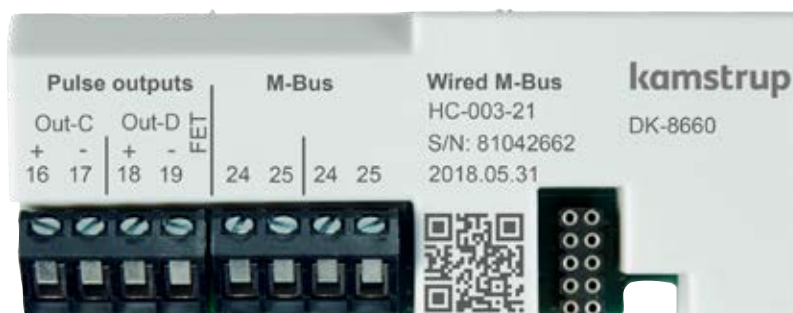 Pulse outputs
M-Bus
Out-C
Out-D
FET
+ - + -
16 17 18 19
24 25 24 25
Wired M-Bus
HC-003-21
S/N: 81042662
2018.05.31
kamstrup
DK-8660